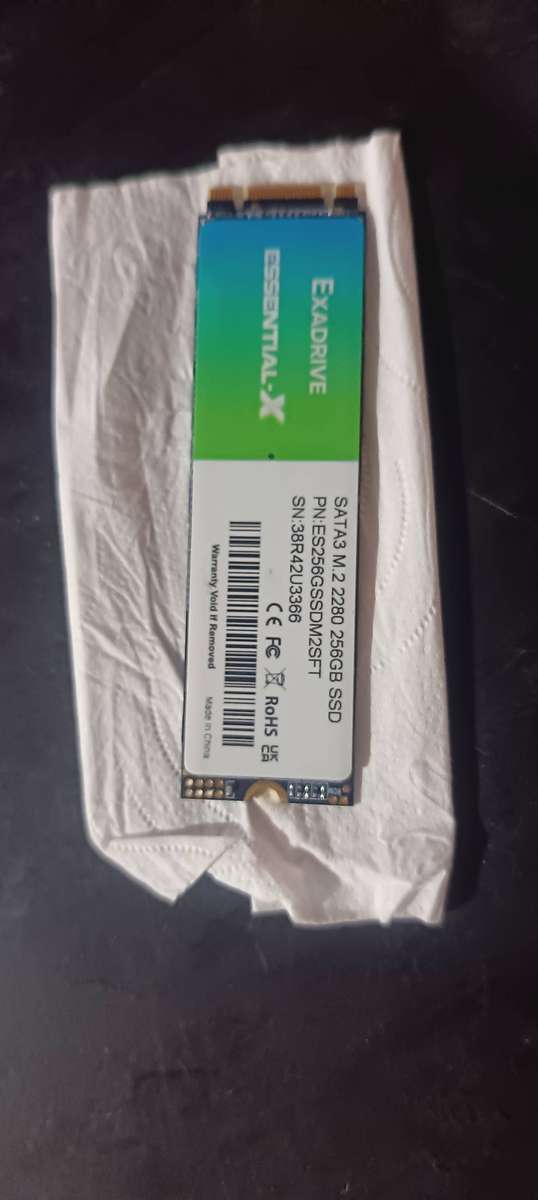 EXADRIVE
ESSENTIAL-X
SATA3 M.2 2280 256GB SSD
PN:ES256GSSDM2SFT
SN:38R42U3366
CE FC RoHS UK CA
Warranty Void If Removed
Made In China